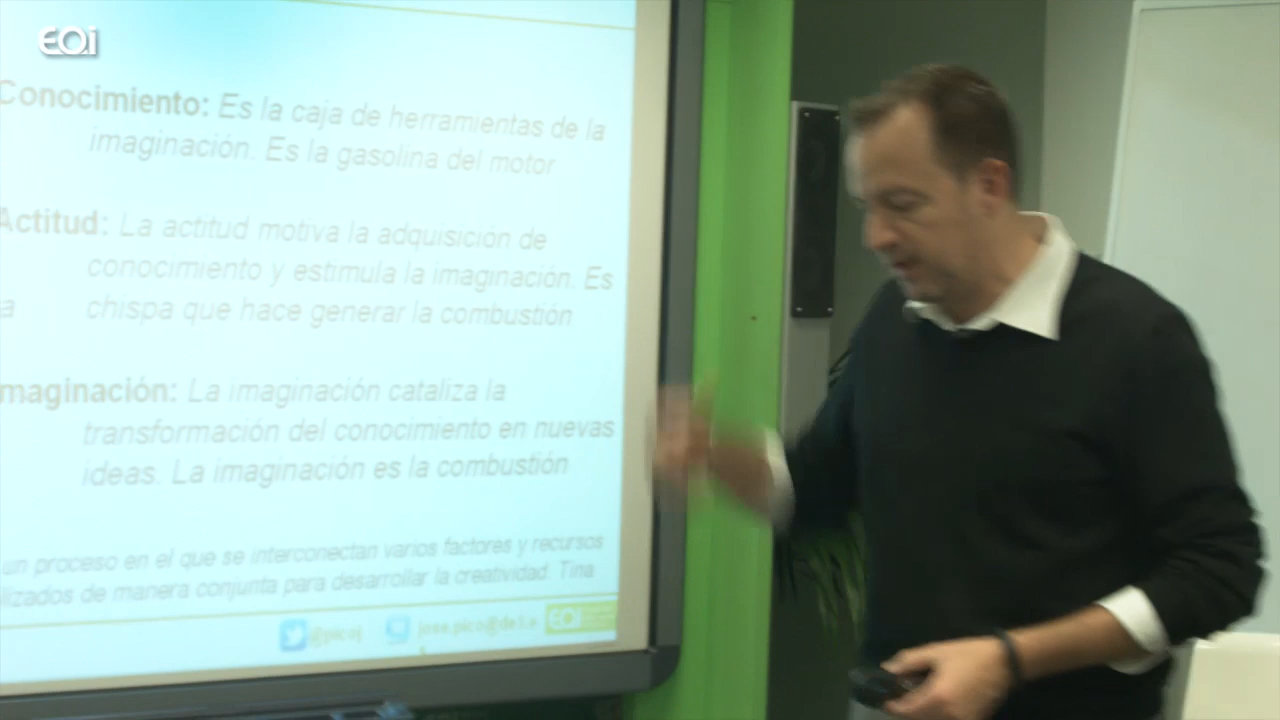 EOi
Conocimiento: Es la caja de herramientas de la
imaginación. Es la gasolina del motor
Actitud: La actitud motiva la adquisición de
conocimiento y estimula la imaginación. Es
a chispa que hace generar la combustión
maginación: La imaginación cataliza la
transformación del conocimiento en nuevas
ideas. La imaginación es la combustión
un proceso en el que se interconectan varios factores y recursos
lizados de manera conjunta para desarrollar la creatividad. Tina
@picoj
EOi